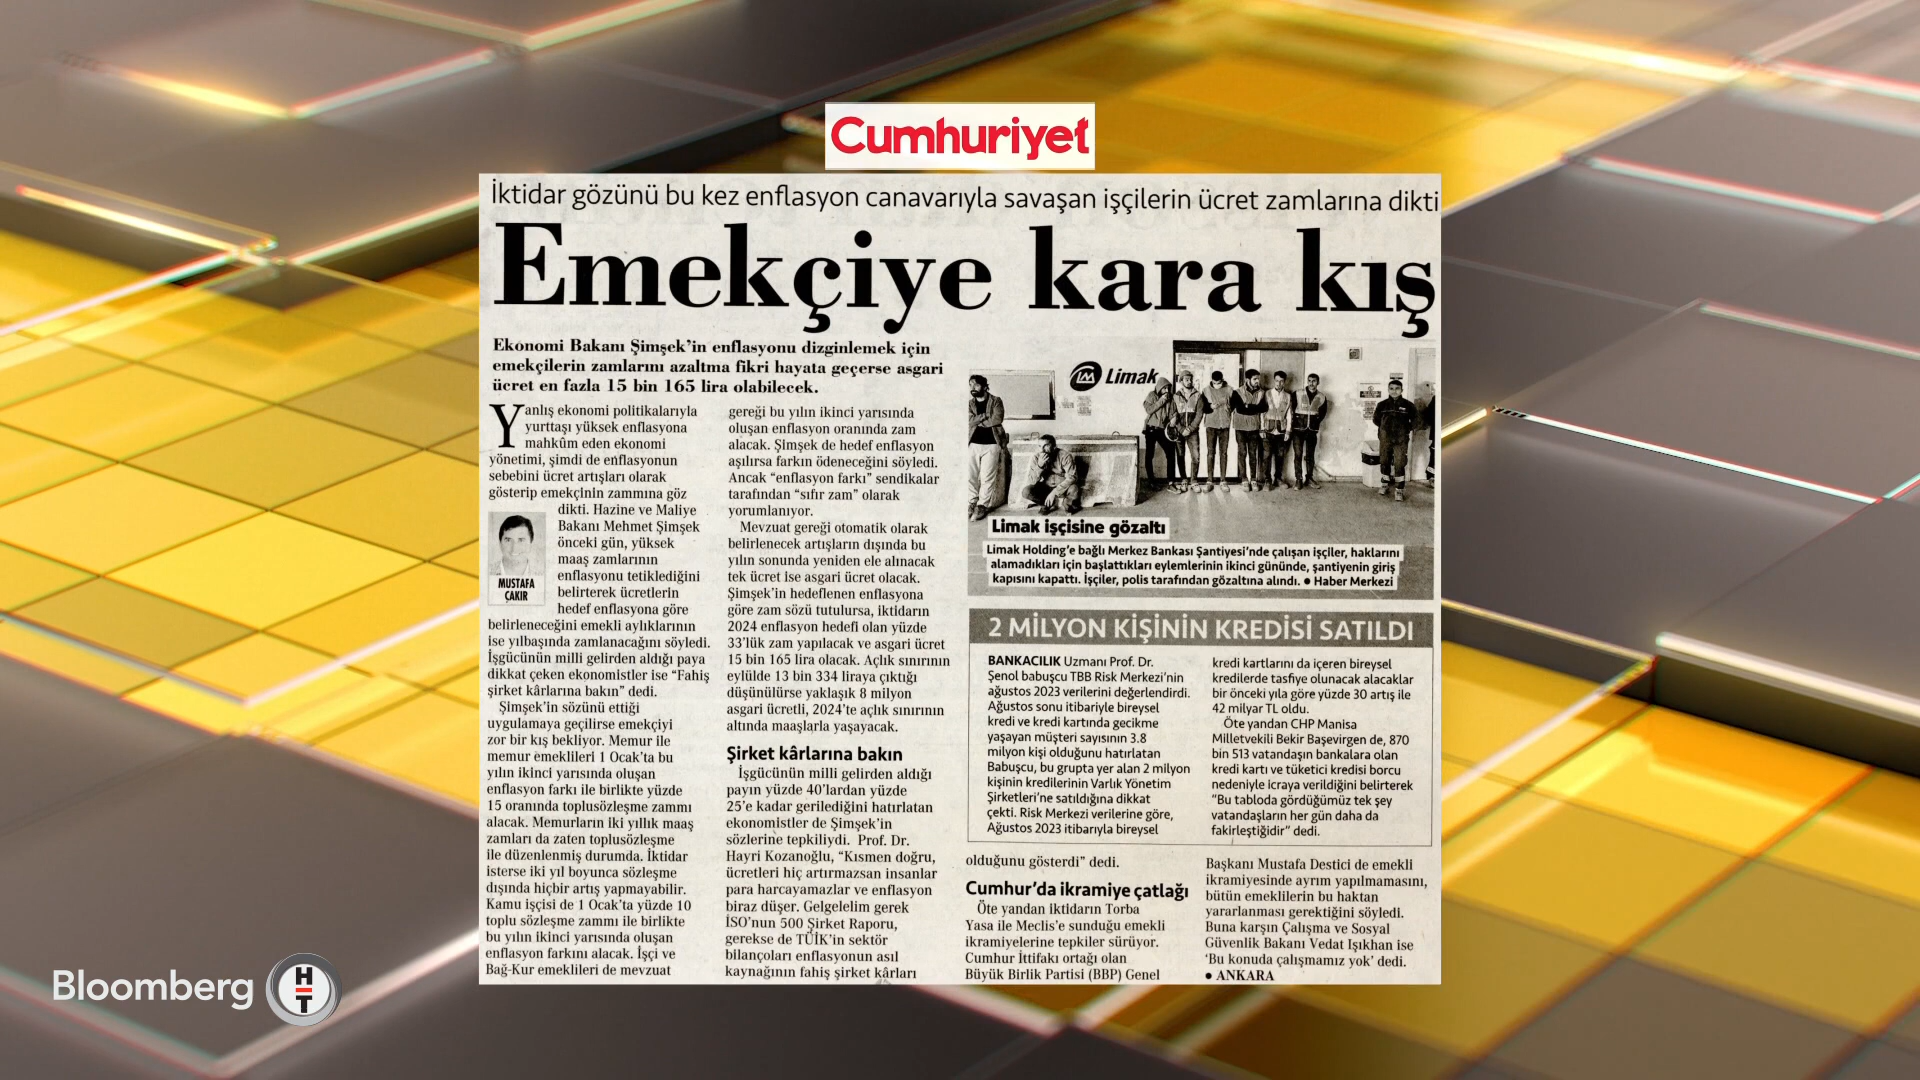 Cumhuriyet
İktidar gözünü bu kez enflasyon canavarıyla savaşan işçilerin ücret zamlarına dikti
Emekçiye kara kış
Ekonomi Bakanı Şimşek’in enflasyonu dizginlemek için
emekçilerin zamlarını azaltma fikri hayata geçerse asgari
ücret en fazla 15 bin 165 lira olabilecek.
Yanlış ekonomi politikalarıyla
yurttaşı yüksek enflasyona
mahkûm eden ekonomi
yönetimi, şimdi de enflasyonun
sebebini ücret artışları olarak
gösterip emekçinin zammına göz
dikti. Hazine ve Maliye
Bakanı Mehmet Şimşek
önceki gün, yüksek
maaş zamlarının
enflasyonu tetiklediğini
belirterek ücretlerin
hedef enflasyona göre
MUSTAFA
ÇAKIR
belirleneceğini emekli aylıklarının
ise yılbaşında zamlanacağını söyledi.
İşgücünün milli gelirden aldığı paya
dikkat çeken ekonomistler ise “Fahiş
şirket kârlarına bakın” dedi.
Şimşek’in sözünü ettiği
uygulamaya geçilirse emekçiyi
zor bir kış bekliyor. Memur ile
memur emeklileri 1 Ocak’ta bu
yılın ikinci yarısında oluşan
enflasyon farkı ile birlikte yüzde
15 oranında toplusözleşme zammı
alacak. Memurların iki yıllık maaş
zamları da zaten toplusözleşme
ile düzenlenmiş durumda. İktidar
isterse iki yıl boyunca sözleşme
dışında hiçbir artış yapmayabilir.
Kamu işçisi de 1 Ocak’ta yüzde 10
toplu sözleşme zammı ile birlikte
bu yılın ikinci yarısında oluşan
enflasyon farkını alacak. İşçi ve
Bağ-Kur emeklileri de mevzuat
gereği bu yılın ikinci yarısında
oluşan enflasyon oranında zam
alacak. Şimşek de hedef enflasyon
aşılırsa farkın ödeneceğini söyledi.
Ancak “enflasyon farkı” sendikalar
tarafından “sıfır zam” olarak
yorumlanıyor.
Mevzuat gereği otomatik olarak
belirlenecek artışların dışında bu
yılın sonunda yeniden ele alınacak
tek ücret ise asgari ücret olacak.
Şimşek’in hedeflenen enflasyona
göre zam sözü tutulursa, iktidarın
2024 enflasyon hedefi olan yüzde
33’lük zam yapılacak ve asgari ücret
15 bin 165 lira olacak. Açlık sınırının
eylülde 13 bin 334 liraya çıktığı
düşünülürse yaklaşık 8 milyon
asgari ücretli, 2024’te açlık sınırının
altında maaşlarla yaşayacak.
Şirket kârlarına bakın
İşgücünün milli gelirden aldığı
payın yüzde 40’lardan yüzde
25’e kadar gerilediğini hatırlatan
ekonomistler de Şimşek’in
sözlerine tepkiliydi. Prof. Dr.
Hayri Kozanoğlu, “Kısmen doğru,
ücretleri hiç artırmazsan insanlar
para harcayamazlar ve enflasyon
biraz düşer. Gelgelelim gerek
İSO’nun 500 Şirket Raporu,
gerekse de TÜİK’in sektör
bilançoları enflasyonun asıl
kaynağının fahiş şirket kârları
LM Limak
Limak işçisine gözaltı
Limak Holding’e bağlı Merkez Bankası Şantiyesi’nde çalışan işçiler, haklarını
alamadıkları için başlattıkları eylemlerinin ikinci gününde, şantiyenin giriş
kapısını kapattı. İşçiler, polis tarafından gözaltına alındı. ● Haber Merkezi
2 MİLYON KİŞİNİN KREDİSİ SATILDI
BANKACILIK Uzmanı Prof. Dr.
Şenol babuşcu TBB Risk Merkezi’nin
ağustos 2023 verilerini değerlendirdi.
Ağustos sonu itibariyle bireysel
kredi ve kredi kartında gecikme
yaşayan müşteri sayısının 3.8
milyon kişi olduğunu hatırlatan
Babuşcu, bu grupta yer alan 2 milyon
kişinin kredilerinin Varlık Yönetim
Şirketleri’ne satıldığına dikkat
çekti. Risk Merkezi verilerine göre,
Ağustos 2023 itibarıyla bireysel
kredi kartlarını da içeren bireysel
kredilerde tasfiye olunacak alacaklar
bir önceki yıla göre yüzde 30 artış ile
42 milyar TL oldu.
Öte yandan CHP Manisa
Milletvekili Bekir Başevirgen de, 870
bin 513 vatandaşın bankalara olan
kredi kartı ve tüketici kredisi borcu
nedeniyle icraya verildiğini belirterek
“Bu tabloda gördüğümüz tek şey
vatandaşların her gün daha da
fakirleştiğidir” dedi.
olduğunu gösterdi” dedi.
Cumhur’da ikramiye çatlağı
Öte yandan iktidarın Torba
Yasa ile Meclis’e sunduğu emekli
ikramiyelerine tepkiler sürüyor.
Cumhur İttifakı ortağı olan
Büyük Birlik Partisi (BBP) Genel
Başkanı Mustafa Destici de emekli
ikramiyesinde ayrım yapılmamasını,
bütün emeklilerin bu haktan
yararlanması gerektiğini söyledi.
Buna karşın Çalışma ve Sosyal
Güvenlik Bakanı Vedat Işıkhan ise
‘Bu konuda çalışmamız yok’ dedi.
● ANKARA
Bloomberg HT